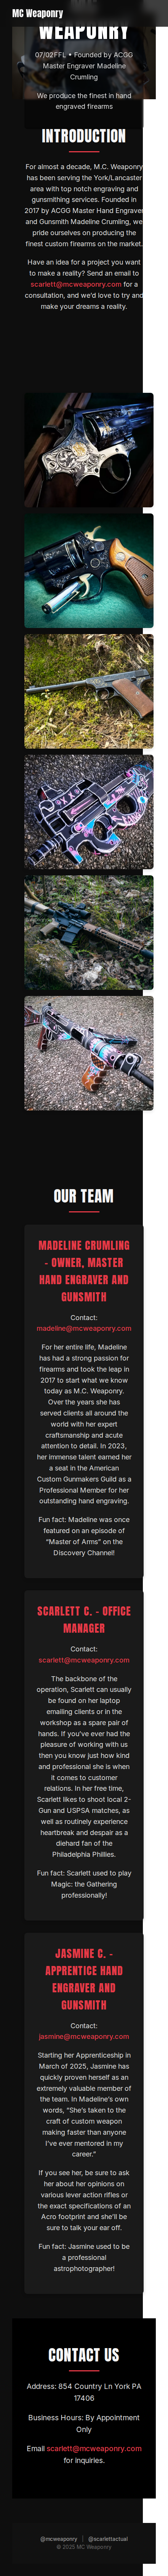 MC Weaponry
WEAPONRY
07/02FFL • Founded by ACGG
Master Engraver Madeline
Crumling
We produce the finest in hand
engraved firearms
INTRODUCTION
For almost a decade, M.C. Weaponry
has been serving the York/Lancaster
area with top notch engraving and
gunsmithing services. Founded in
2017 by ACGG Master Hand Engraver
and Gunsmith Madeline Crumling, we
pride ourselves on producing the
finest custom firearms on the market.
Have an idea for a project you want
to make a reality? Send an email to
scarlett@mcweaponry.com for a
consultation, and we'd love to try and
make your dreams a reality.
OUR TEAM
MADELINE CRUMLING
- OWNER, MASTER
HAND ENGRAVER AND
GUNSMITH
Contact:
madeline@mcweaponry.com
For her entire life, Madeline
has had a strong passion for
firearms and took the leap in
2017 to start what we know
today as M.C. Weaponry.
Over the years she has
served clients all around the
world with her expert
craftsmanship and acute
attention to detail. In 2023,
her immense talent earned her
a seat in the American
Custom Gunmakers Guild as a
Professional Member for her
outstanding hand engraving.
Fun fact: Madeline was once
featured on an episode of
"Master of Arms" on the
Discovery Channel!
SCARLETT C. - OFFICE
MANAGER
Contact:
scarlett@mcweaponry.com
The backbone of the
operation, Scarlett can usually
be found on her laptop
emailing clients or in the
workshop as a spare pair of
hands. If you've ever had the
pleasure of working with us
then you know just how kind
and professional she is when
it comes to customer
relations. In her free time,
Scarlett likes to shoot local 2-
Gun and USPSA matches, as
well as routinely experience
heartbreak and despair as a
diehard fan of the
Philadelphia Phillies.
Fun fact: Scarlett used to play
Magic: the Gathering
professionally!
JASMINE C. -
APPRENTICE HAND
ENGRAVER AND
GUNSMITH
Contact:
jasmine@mcweaponry.com
Starting her Apprenticeship in
March of 2025, Jasmine has
quickly proven herself as an
extremely valuable member of
the team. In Madeline's own
words, "She's taken to the
craft of custom weapon
making faster than anyone
I've ever mentored in my
career."
If you see her, be sure to ask
her about her opinions on
various lever action rifles or
the exact specifications of an
Acro footprint and she'll be
sure to talk your ear off.
Fun Fact: Jasmine used to be
a professional
astrophotographer!
CONTACT US
Address: 854 Country Ln York PA
17406
Business Hours: By Appointment
Only
Email scarlett@mcweaponry.com
for inquiries.
@mcweaponry | @scarlettactual
© 2025 MC Weaponry